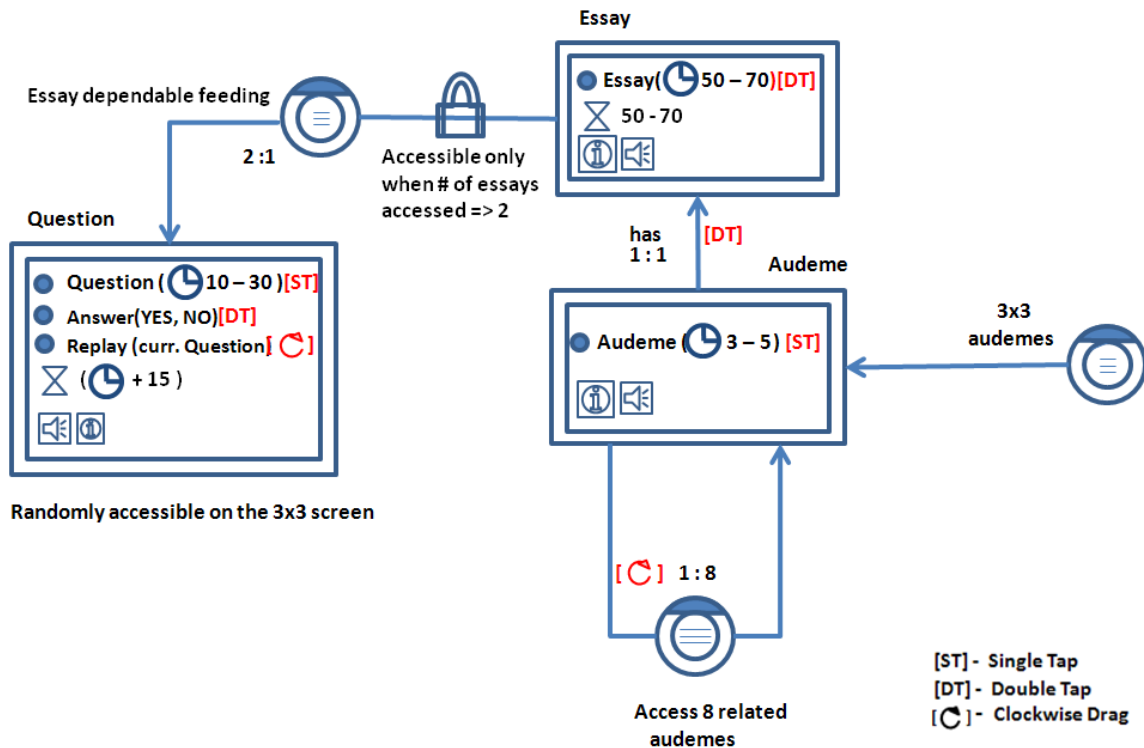 Essay
Essay( 50 – 70)[DT]
50 - 70
Essay dependable feeding
2 :1
Accessible only
when # of essays
accessed => 2
Question
Question ( 10 – 30 )[ST]
Answer(YES, NO)[DT]
Replay (curr. Question) [ ]
( + 15 )
Randomly accessible on the 3x3 screen
has
1 : 1
[DT]
Audeme
Audeme ( 3 – 5) [ST]
3x3
audemes
[ ] 1 : 8
Access 8 related
audemes
[ST] - Single Tap
[DT] - Double Tap
[ ] - Clockwise Drag